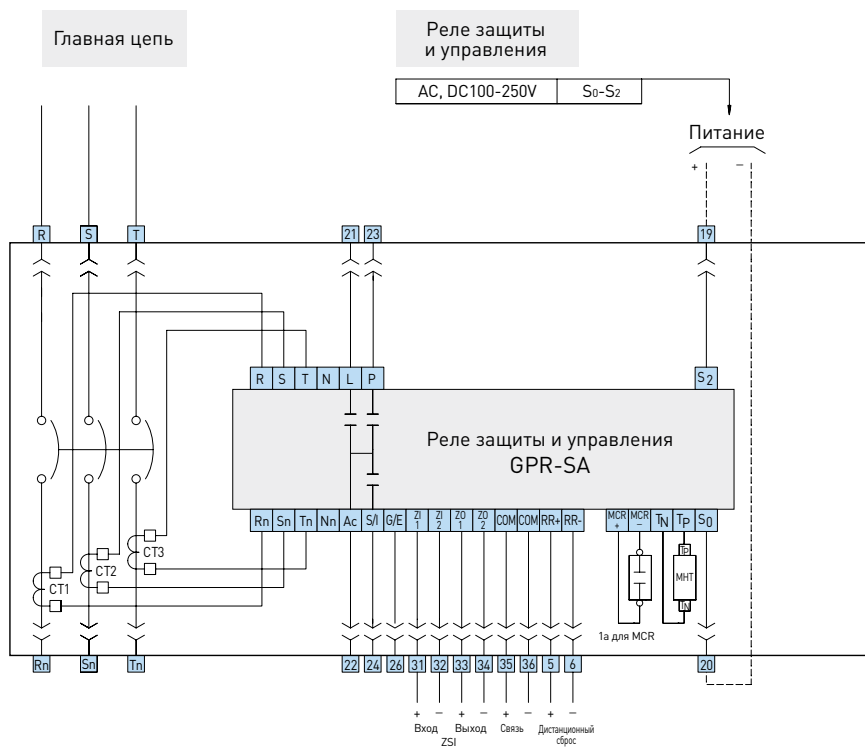 Главная цепь
Реле защиты
и управления
AC, DC100-250V S0-S2
Питание
+ –
R S T 21 23 19
R S T N L P S2
Реле защиты и управления
GPR-SA
Rn Sn Tn Nn Ac S/I G/E ZI 1 ZI 2 ZO 1 ZO 2 COM COM RR+ RR- MCR + MCR – TN TP S0
CT1 CT2 CT3
TP
МНТ
TN
1a для MCR
Rn Sn Tn 22 24 26 31 32 33 34 35 36 5 6 20
+ – + – + – + –
Вход Выход Связь Дистанционный
ZSI сброс